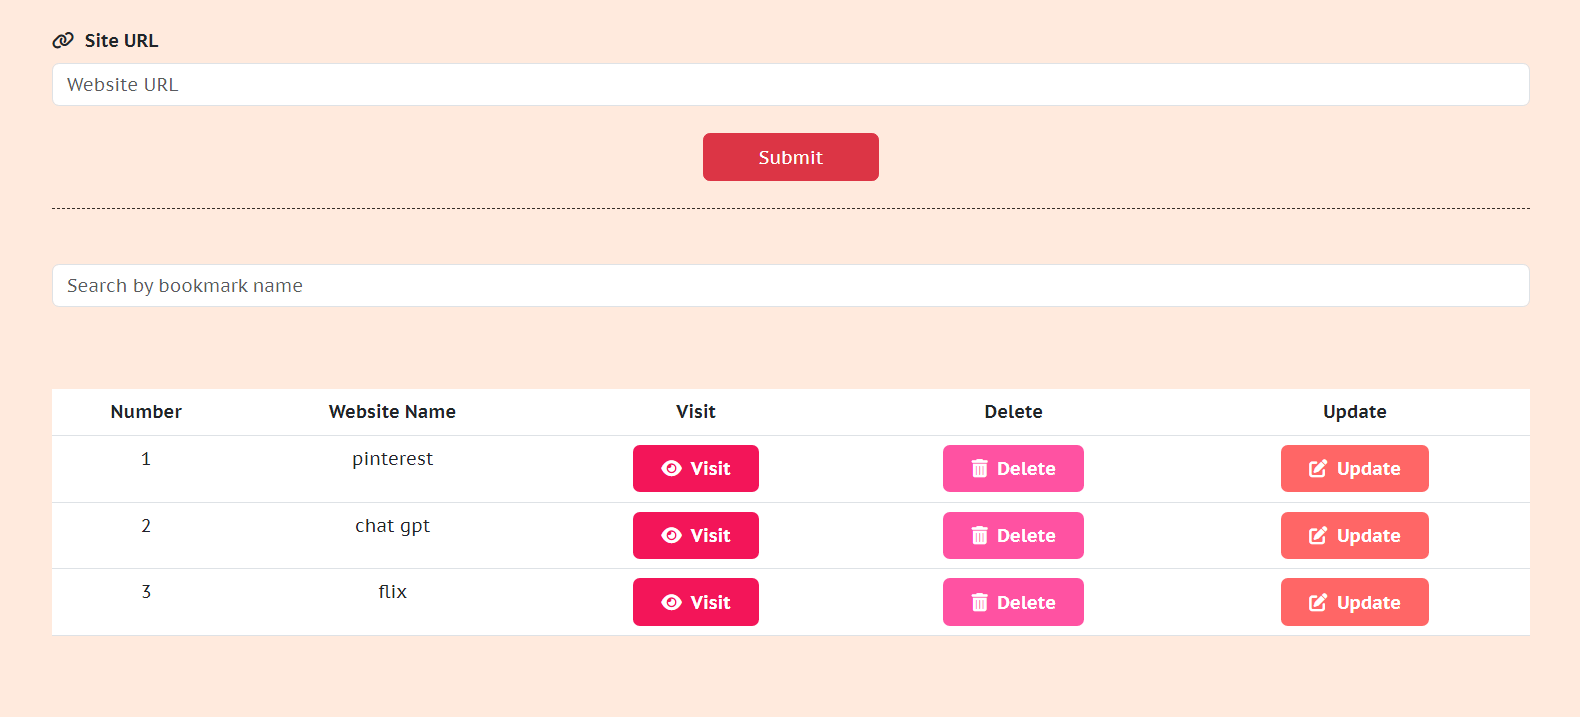 Site URL
Website URL
Submit
Search by bookmark name
Number Website Name Visit Delete Update
1 pinterest Visit Delete Update
2 chat gpt Visit Delete Update
3 flix Visit Delete Update